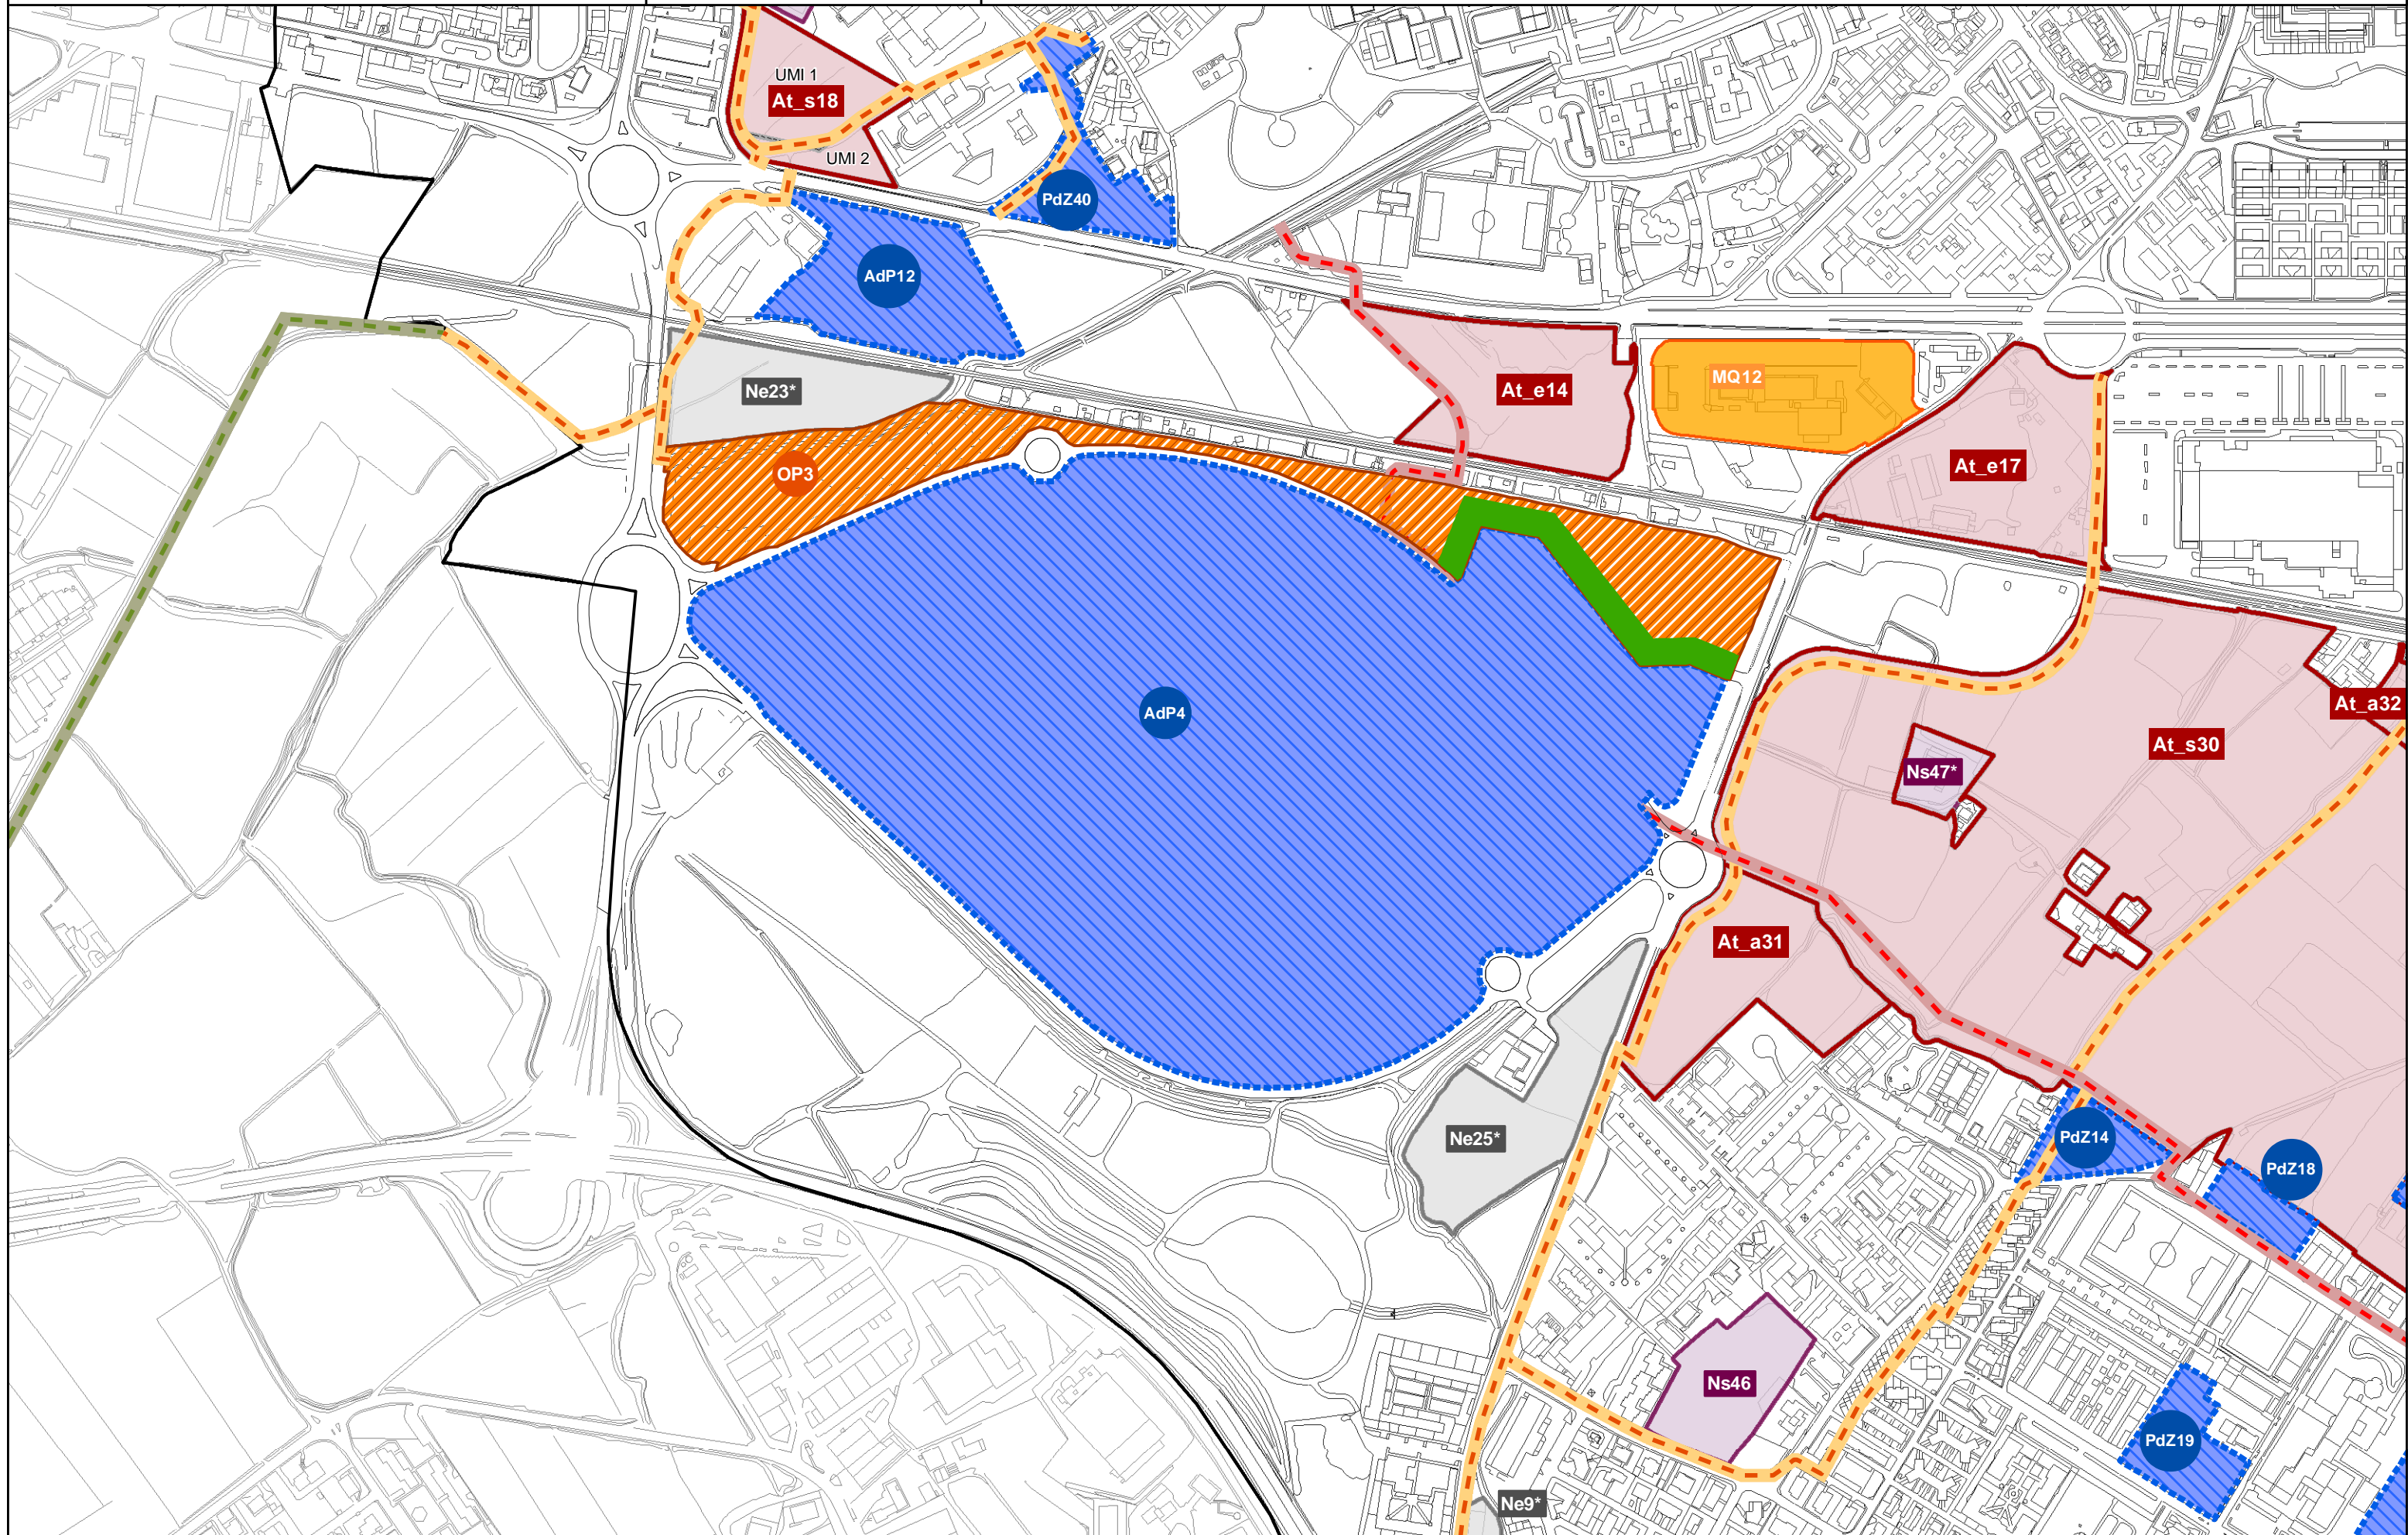 UMI 1
At_s18
UMI 2
PdZ40
AdP12
Ne23*
MQ12
At_e14
At_e17
OP3
At_a32
AdP4
At_s30
Ns47*
At_a31
Ne25*
PdZ14
PdZ18
Ns46
PdZ19
Ne9*